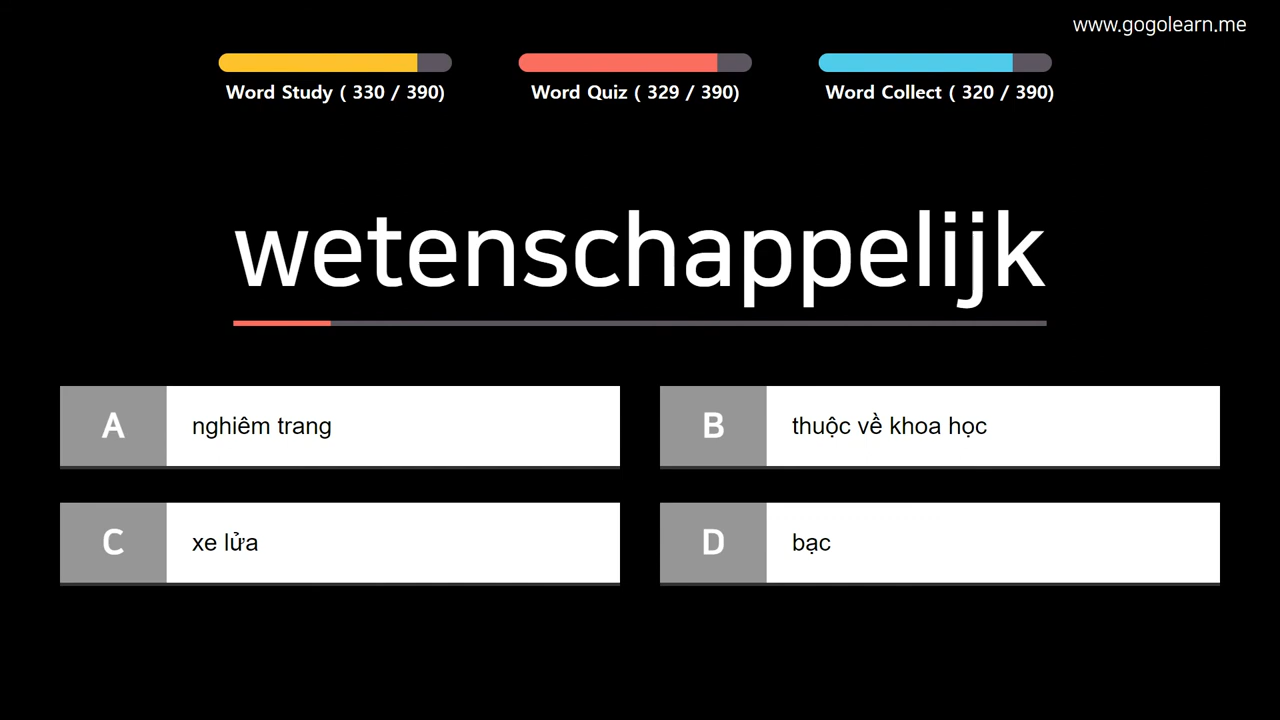 www.gogolearn.me
Word Study ( 330 / 390)
Word Quiz ( 329 / 390)
Word Collect ( 320 / 390)
wetenschappelijk
A nghiêm trang
B thuộc về khoa học
C xe lửa
D bạc